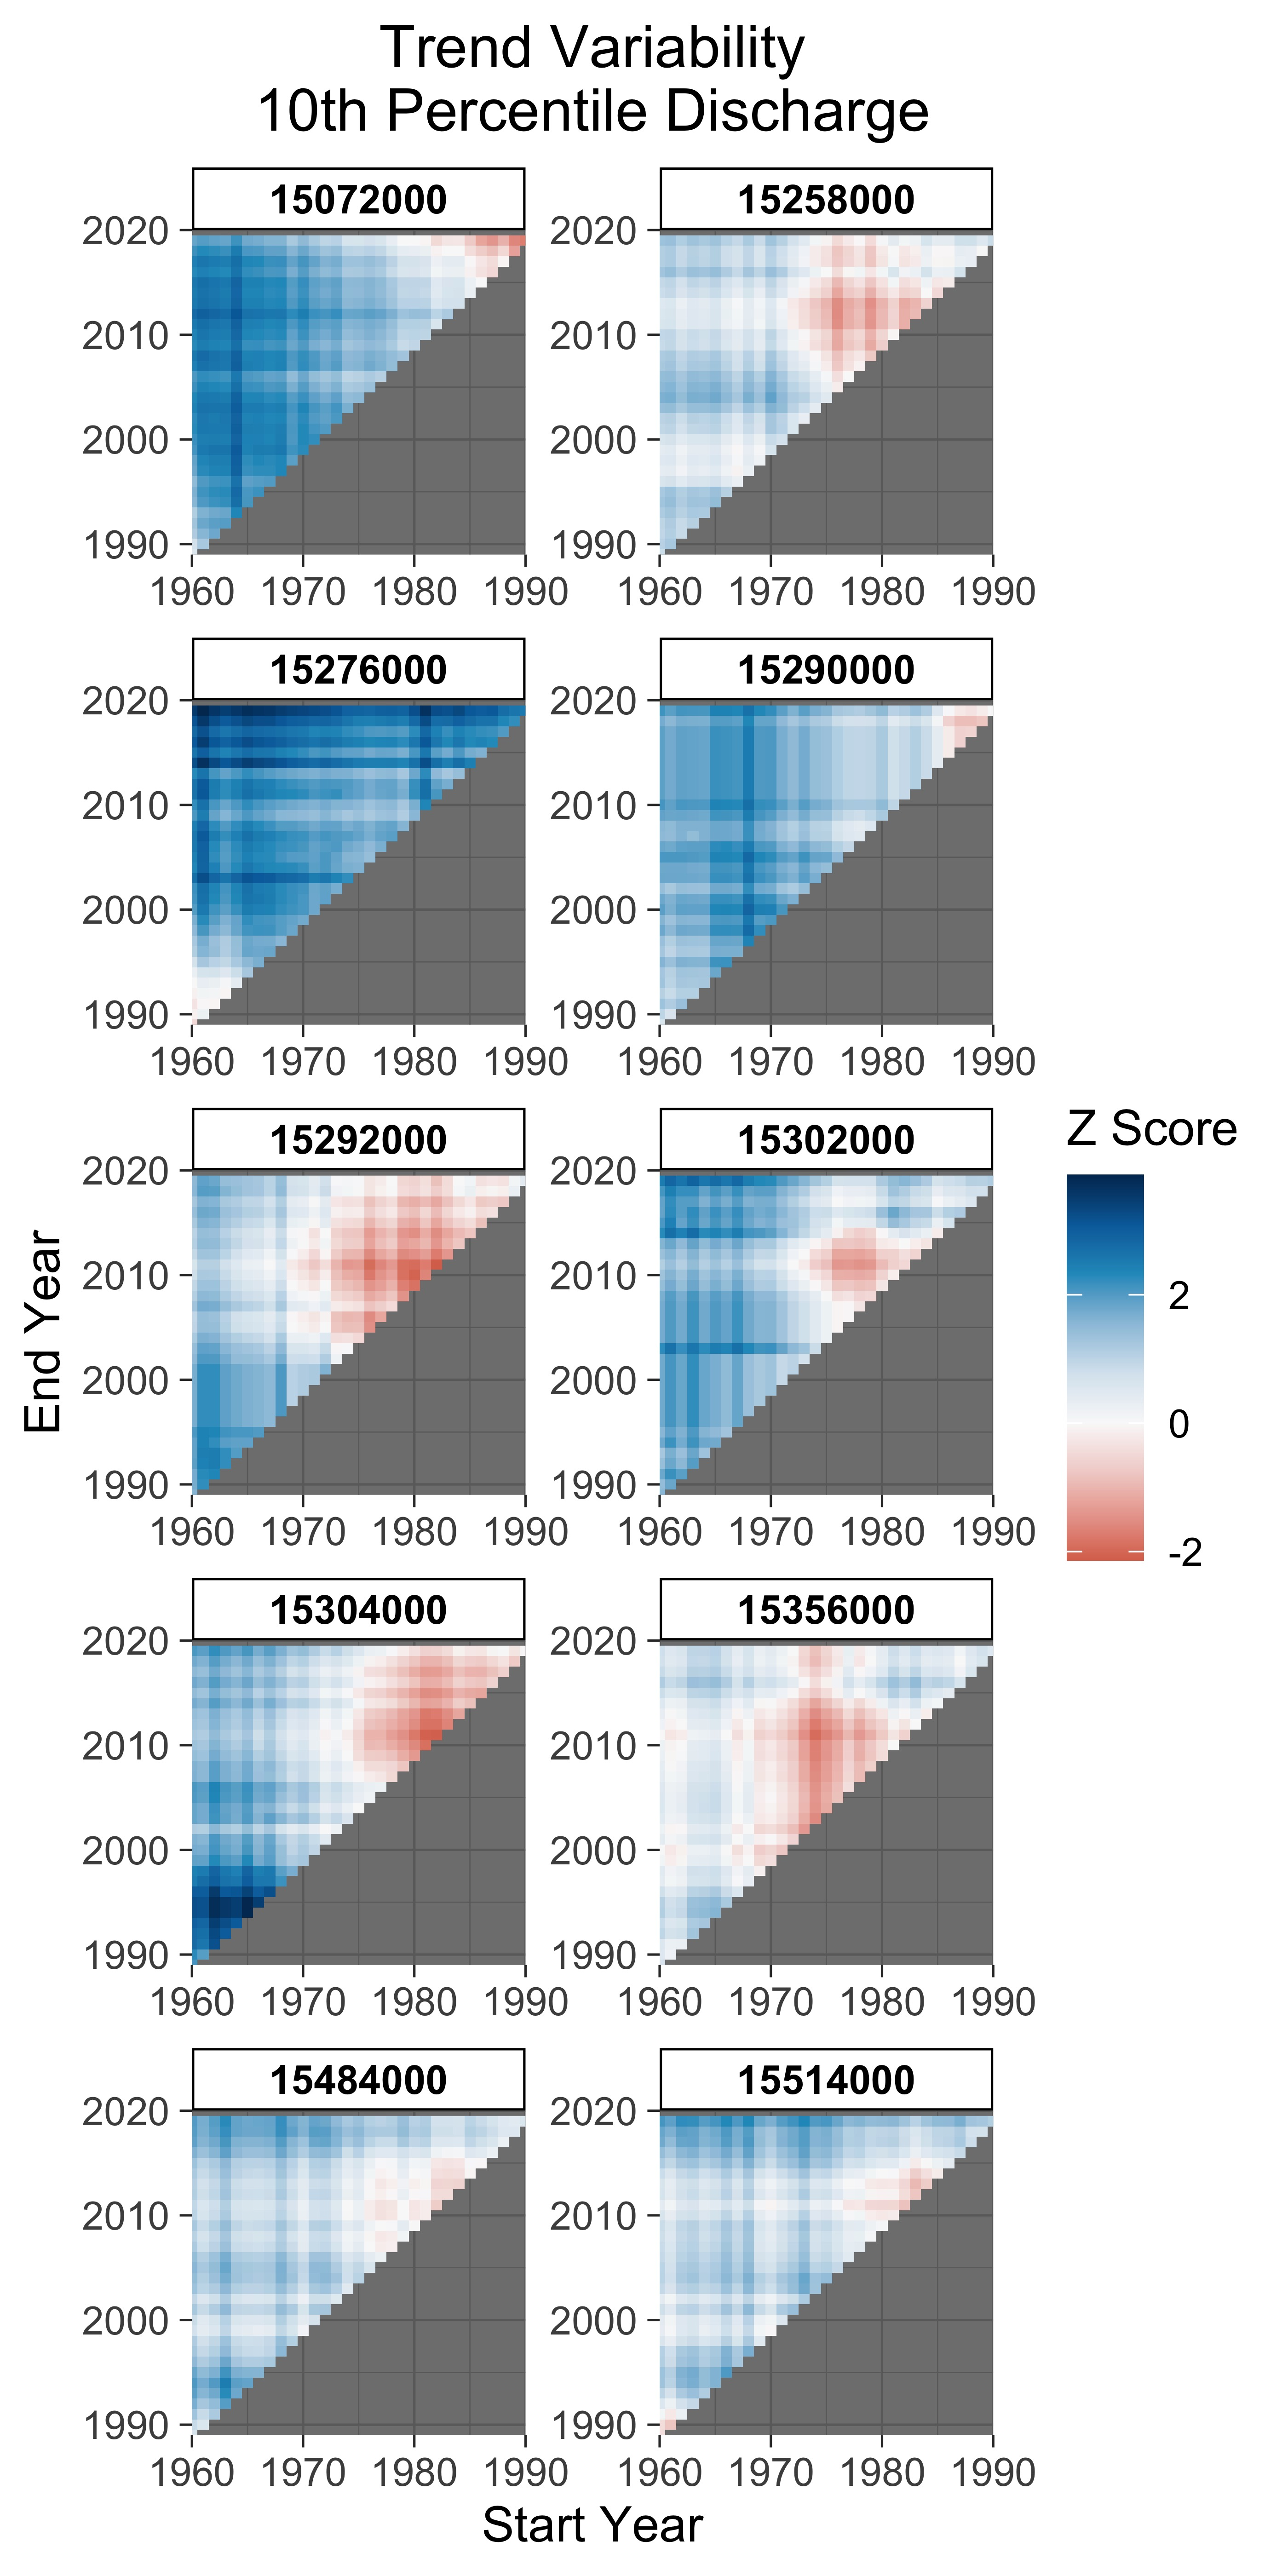 Trend Variability
10th Percentile Discharge
15072000 15258000
2020 2020
2010 2010
2000 2000
1990 1990
1960 1970 1980 1990 1960 1970 1980 1990
15276000 15290000
2020 2020
2010 2010
2000 2000
1990 1990
1960 1970 1980 1990 1960 1970 1980 1990
15292000 15302000
2020 2020
2010 2010
2000 2000
1990 1990
1960 1970 1980 1990 1960 1970 1980 1990
15304000 15356000
2020 2020
2010 2010
2000 2000
1990 1990
1960 1970 1980 1990 1960 1970 1980 1990
15484000 15514000
2020 2020
2010 2010
2000 2000
1990 1990
1960 1970 1980 1990 1960 1970 1980 1990
Start Year
End Year
Z Score
2
0
-2